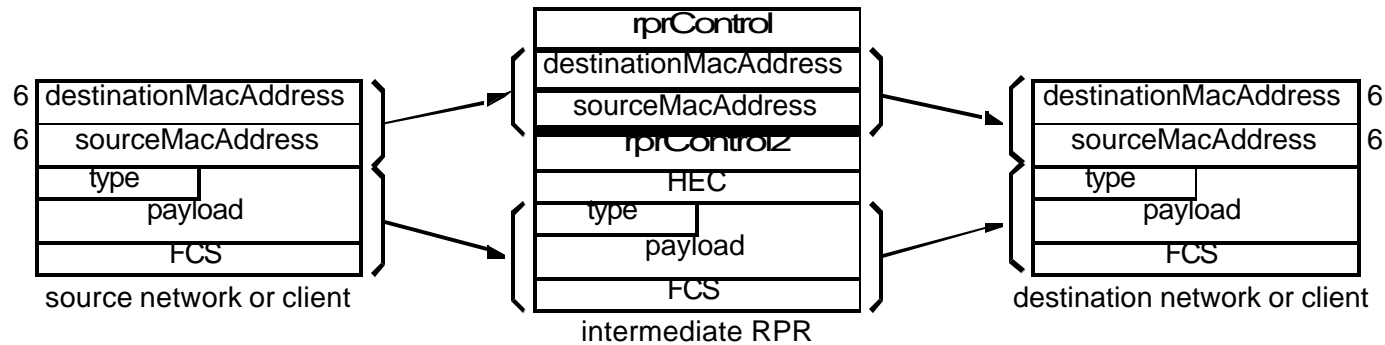 6 destinationMacAddress
6 sourceMacAddress
type
payload
FCS
source network or client
rprControl
destinationMacAddress
sourceMacAddress
rprControl2
HEC
type
payload
FCS
intermediate RPR
destinationMacAddress 6
sourceMacAddress 6
type
payload
FCS
destination network or client